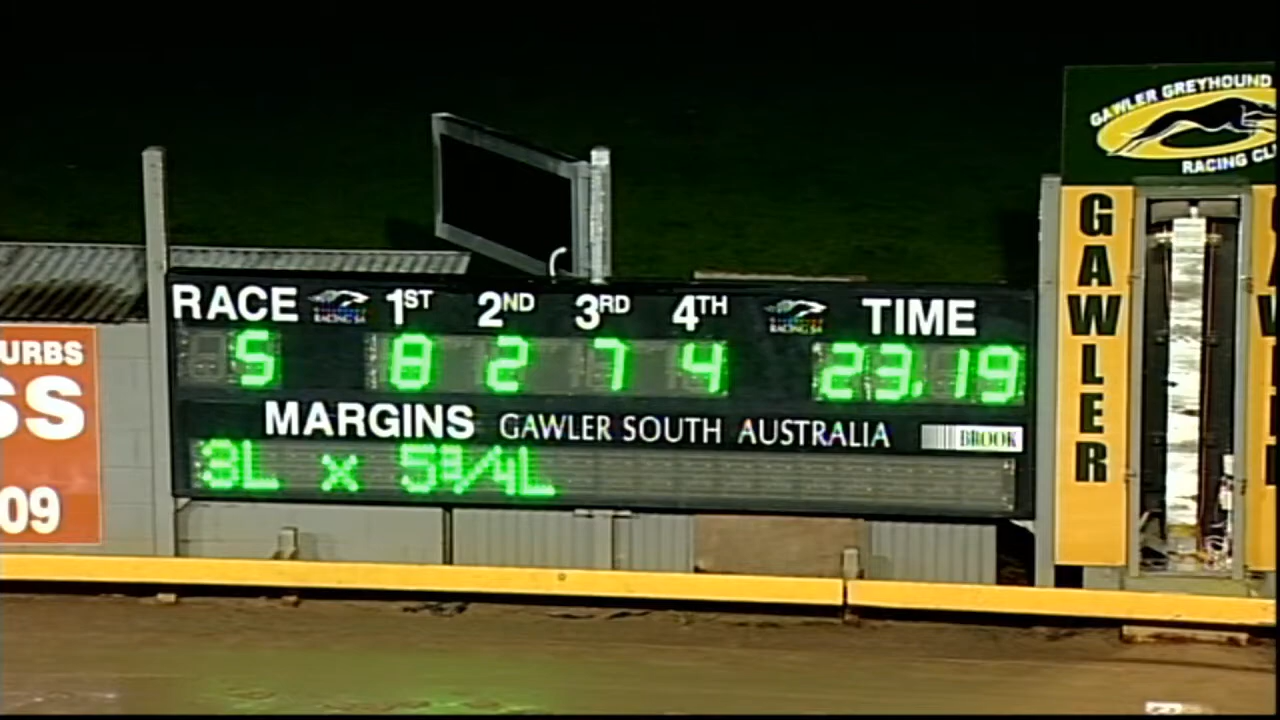 GAWLER GREYHOUND
RACING CL
RACE 1ST 2ND 3RD 4TH TIME
5 8 2 7 4 23.19
MARGINS GAWLER SOUTH AUSTRALIA BROOK
3L x 5¾L
GAWLER
URBS
SS
09